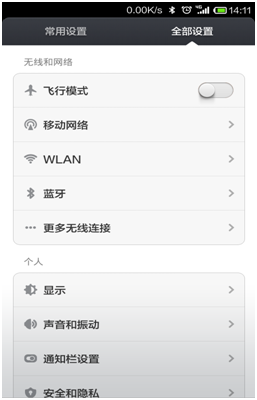 0.00K/s 4G 14:11
常用设置 全部设置
无线和网络
飞行模式
移动网络
WLAN
蓝牙
更多无线连接
个人
显示
声音和振动
通知栏设置
安全和隐私